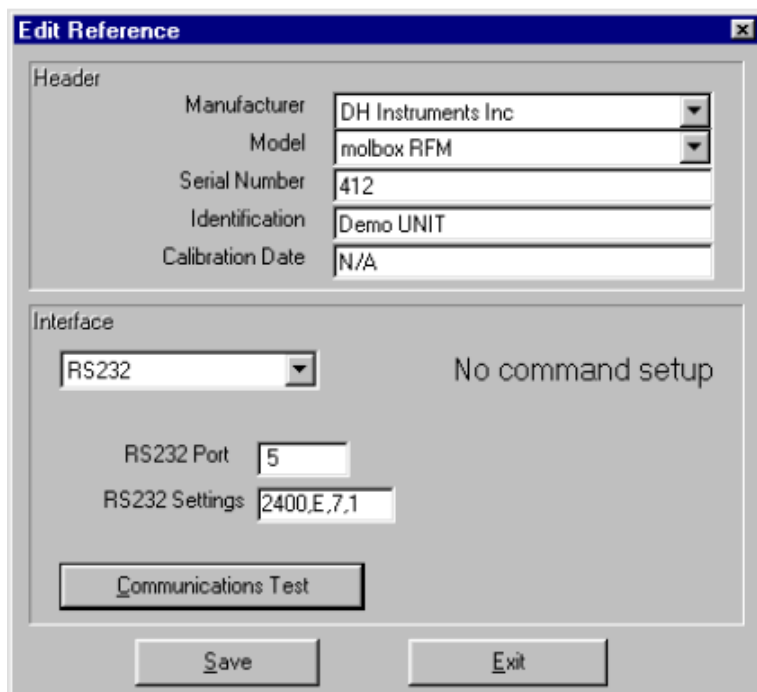 Edit Reference
Header
Manufacturer DH Instruments Inc
Model molbox RFM
Serial Number 412
Identification Demo UNIT
Calibration Date N/A
Interface
RS232 No command setup
RS232 Port 5
RS232 Settings 2400,E,7,1
Communications Test
Save Exit